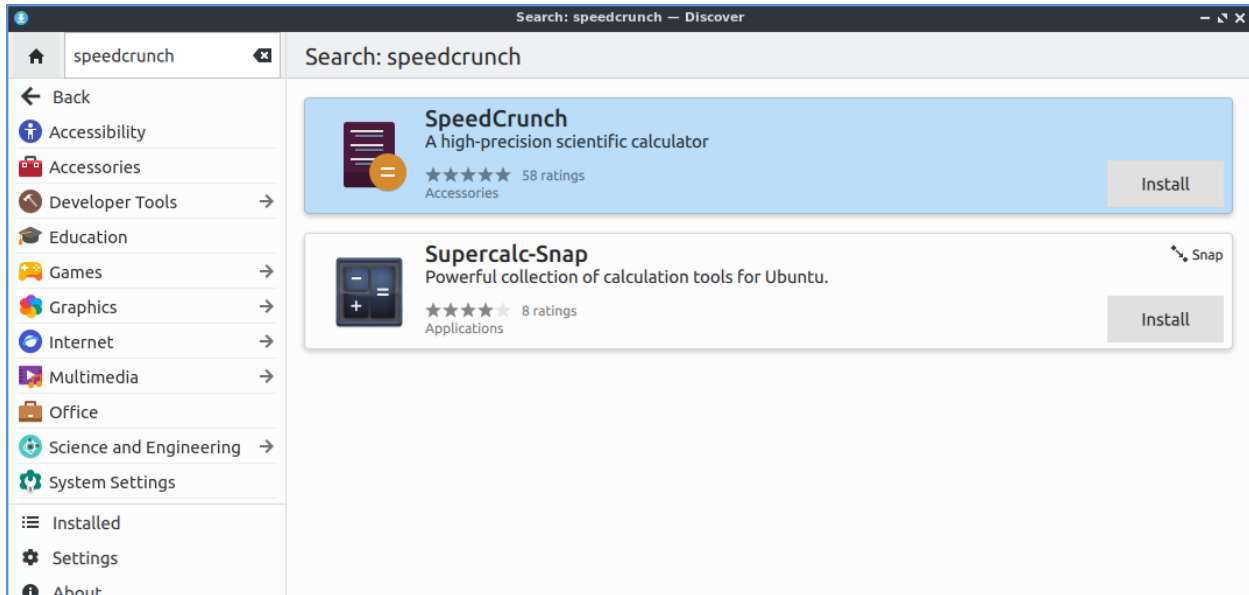 Search: speedcrunch — Discover
speedcrunch
Search: speedcrunch
Back
Accessibility
Accessories
Developer Tools
Education
Games
Graphics
Internet
Multimedia
Office
Science and Engineering
System Settings
Installed
Settings
About
SpeedCrunch
A high-precision scientific calculator
58 ratings
Accessories
Install
Supercalc-Snap
Snap
Powerful collection of calculation tools for Ubuntu.
8 ratings
Applications
Install